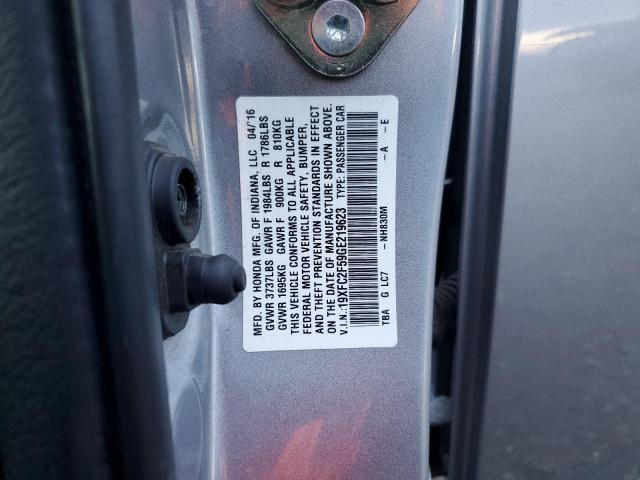 MFD. BY HONDA MFG. OF INDIANA, LLC 04/'16
GVWR 3737LBS GAWR F 1984LBS R 1786LBS
GVWR 1695KG GAWR F 900KG R 810KG
THIS VEHICLE CONFORMS TO ALL APPLICABLE
FEDERAL MOTOR VEHICLE SAFETY, BUMPER,
AND THEFT PREVENTION STANDARDS IN EFFECT
ON THE DATE OF MANUFACTURE SHOWN ABOVE.
V.I.N.:19XFC2F59GE219623 TYPE: PASSENGER CAR
TBA G LC7 -NH830M -A -E